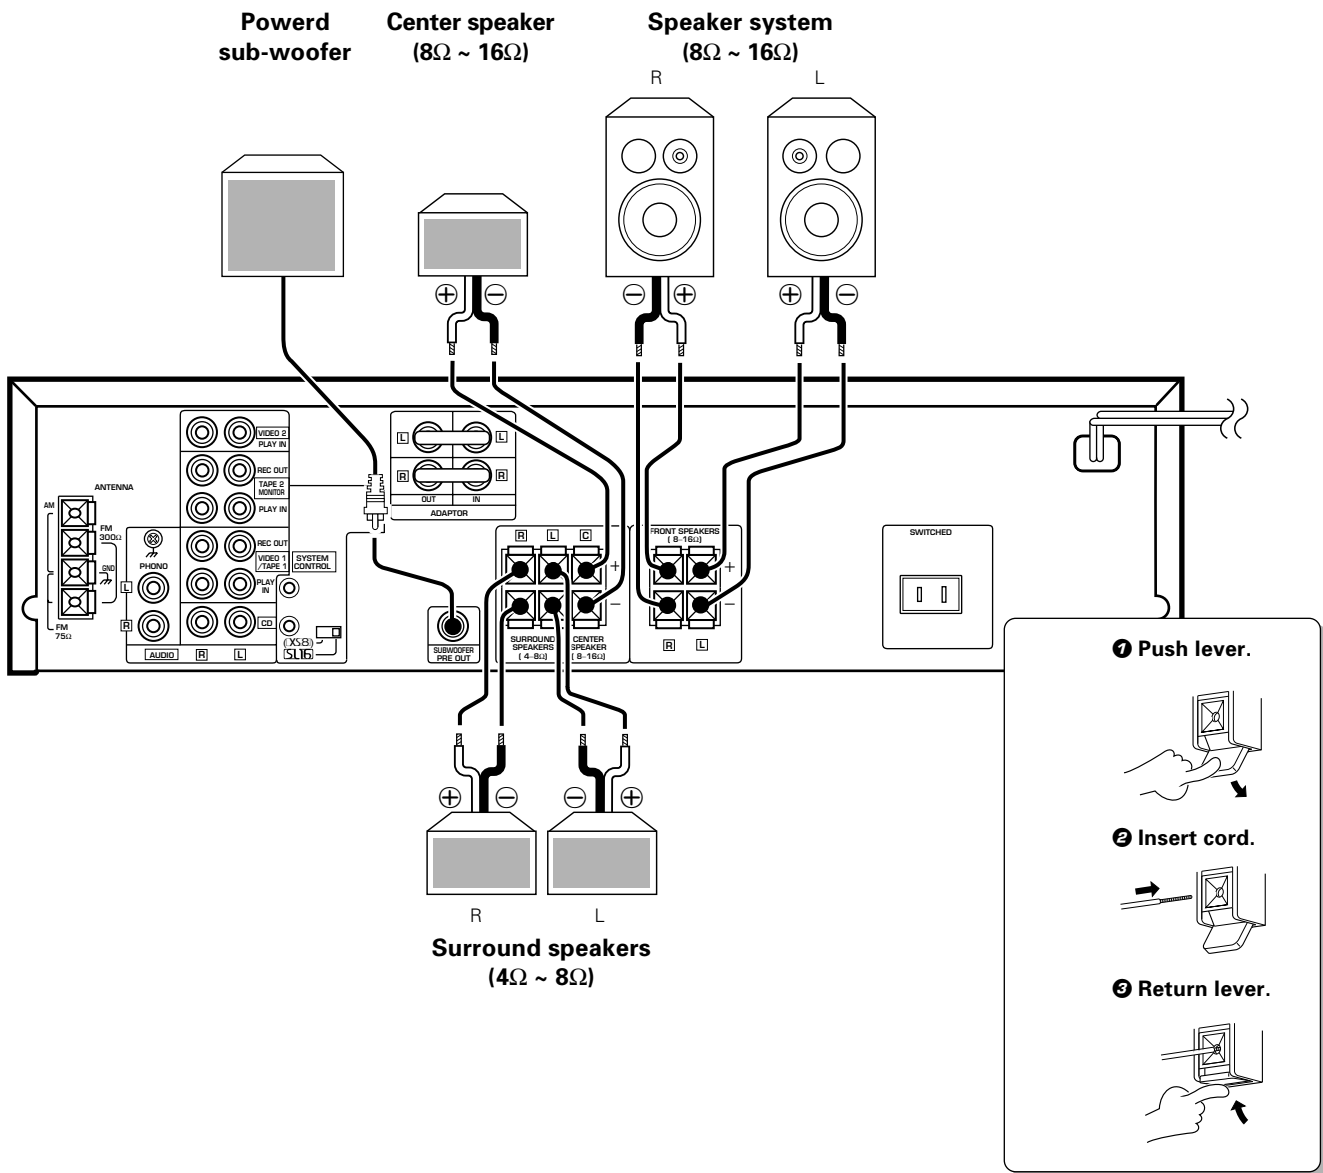 Powerd
sub-woofer
Center speaker
(8Ω ~ 16Ω)
Speaker system
(8Ω ~ 16Ω)
R
L
⊕
⊖
⊖
⊕
⊕
⊖
ANTENNA
AM
FM
300Ω
GND
FM
75Ω
PHONO
L
R
AUDIO
R
L
VIDEO 2
PLAY IN
REC OUT
TAPE 2
MONITOR
PLAY IN
REC OUT
VIDEO 1
/TAPE 1
PLAY
IN
CD
SYSTEM
CONTROL
(XS8)
SL16
L
L
R
R
OUT
IN
ADAPTOR
SUBWOOFER
PRE OUT
R
L
C
+
–
SURROUND
SPEAKERS
( 4–8Ω)
CENTER
SPEAKER
( 8–16Ω)
FRONT SPEAKERS
( 8–16Ω)
+
–
R
L
SWITCHED
⊕
⊖
⊖
⊕
R
L
Surround speakers
(4Ω ~ 8Ω)
❶ Push lever.
❷ Insert cord.
❸ Return lever.